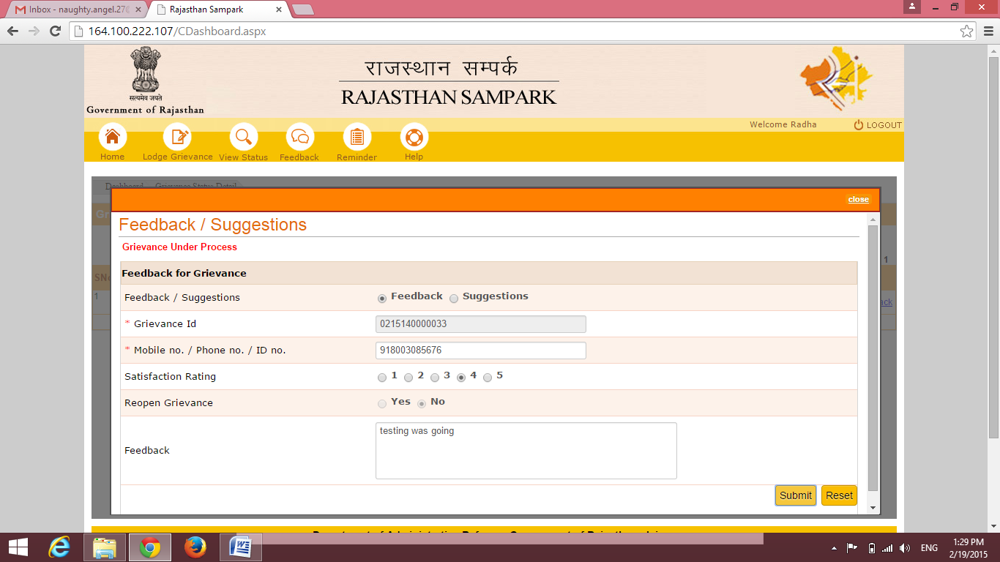 Inbox - naughty.angel.27@
Rajasthan Sampark
164.100.222.107/CDashboard.aspx
सत्यमेव जयते
Government of Rajasthan
राजस्थान सम्पर्क
RAJASTHAN SAMPARK
Welcome Radha
LOGOUT
Home
Lodge Grievance
View Status
Feedback
Reminder
Help
Dashboard
Grievance Status Detail
close
Feedback / Suggestions
Grievance Under Process
1
Feedback for Grievance
SNo
Feedback / Suggestions Feedback Suggestions
1
* Grievance Id 0215140000033
* Mobile no. / Phone no. / ID no. 918003085676
Satisfaction Rating 1 2 3 4 5
Reopen Grievance Yes No
Feedback testing was going
Submit Reset
ENG
1:29 PM
2/19/2015